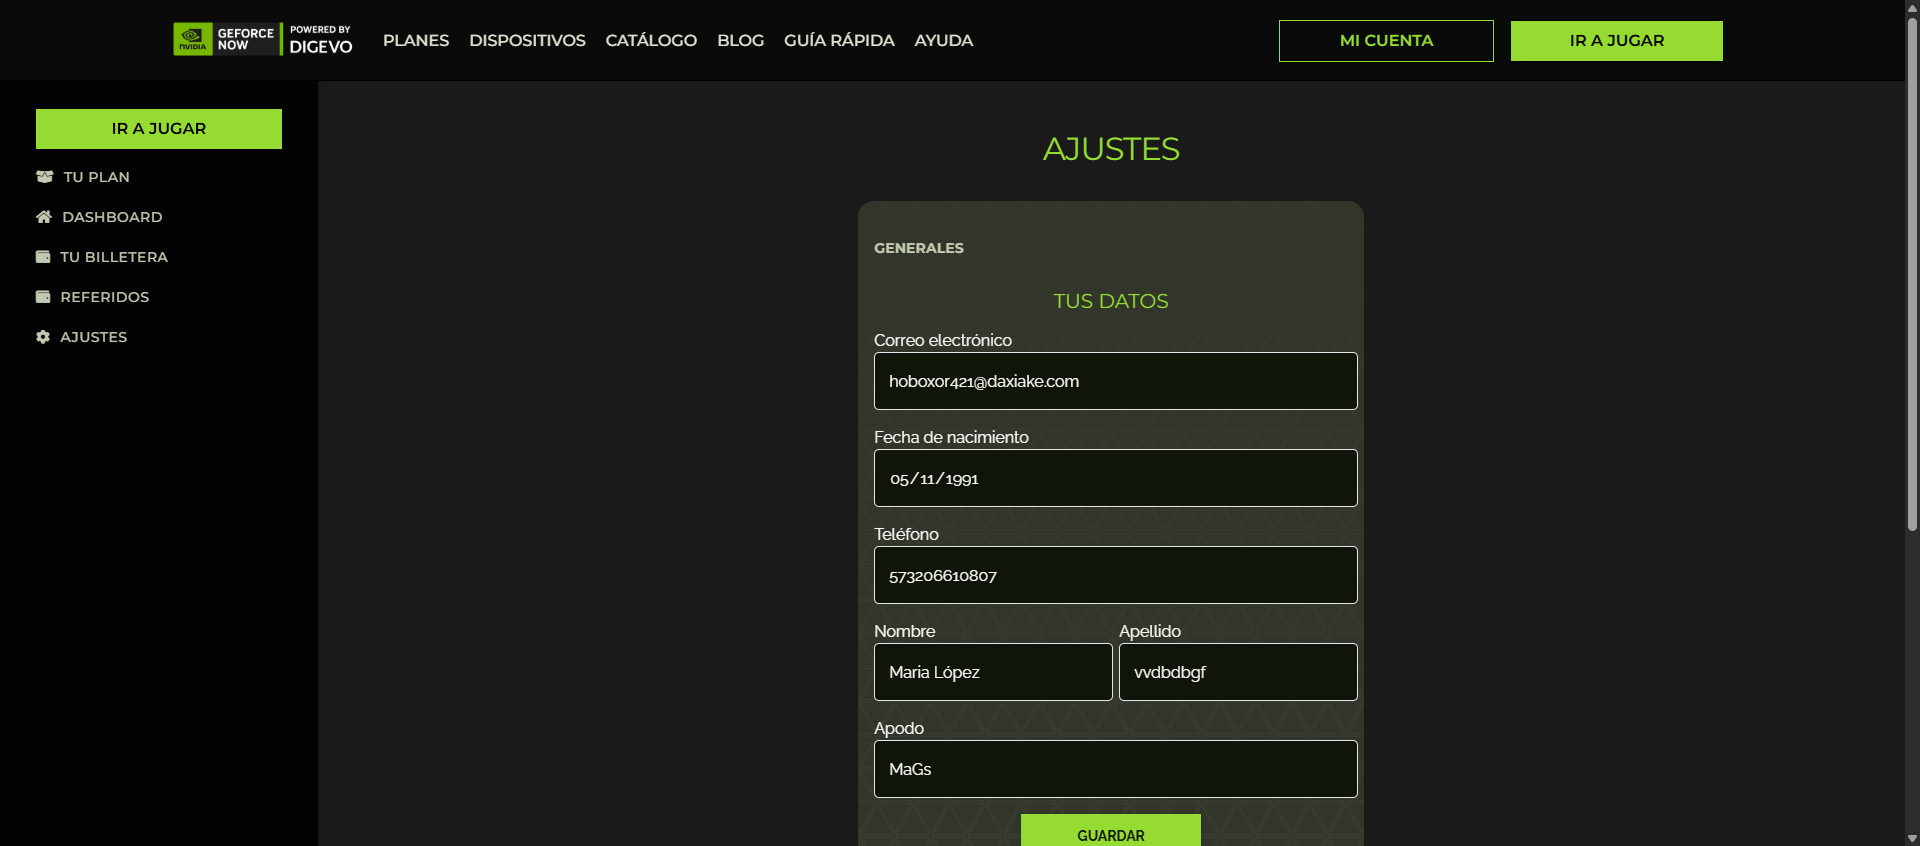 NVIDIA
GEFORCE NOW
POWERED BY DIGEVO
PLANES DISPOSITIVOS CATÁLOGO BLOG GUÍA RÁPIDA AYUDA
MI CUENTA
IR A JUGAR
IR A JUGAR
TU PLAN
DASHBOARD
TU BILLETERA
REFERIDOS
AJUSTES
AJUSTES
GENERALES
TUS DATOS
Correo electrónico
hoboxor421@daxiake.com
Fecha de nacimiento
05/11/1991
Teléfono
573206610807
Nombre Apellido
Maria López vvdbdbgf
Apodo
MaGs
GUARDAR